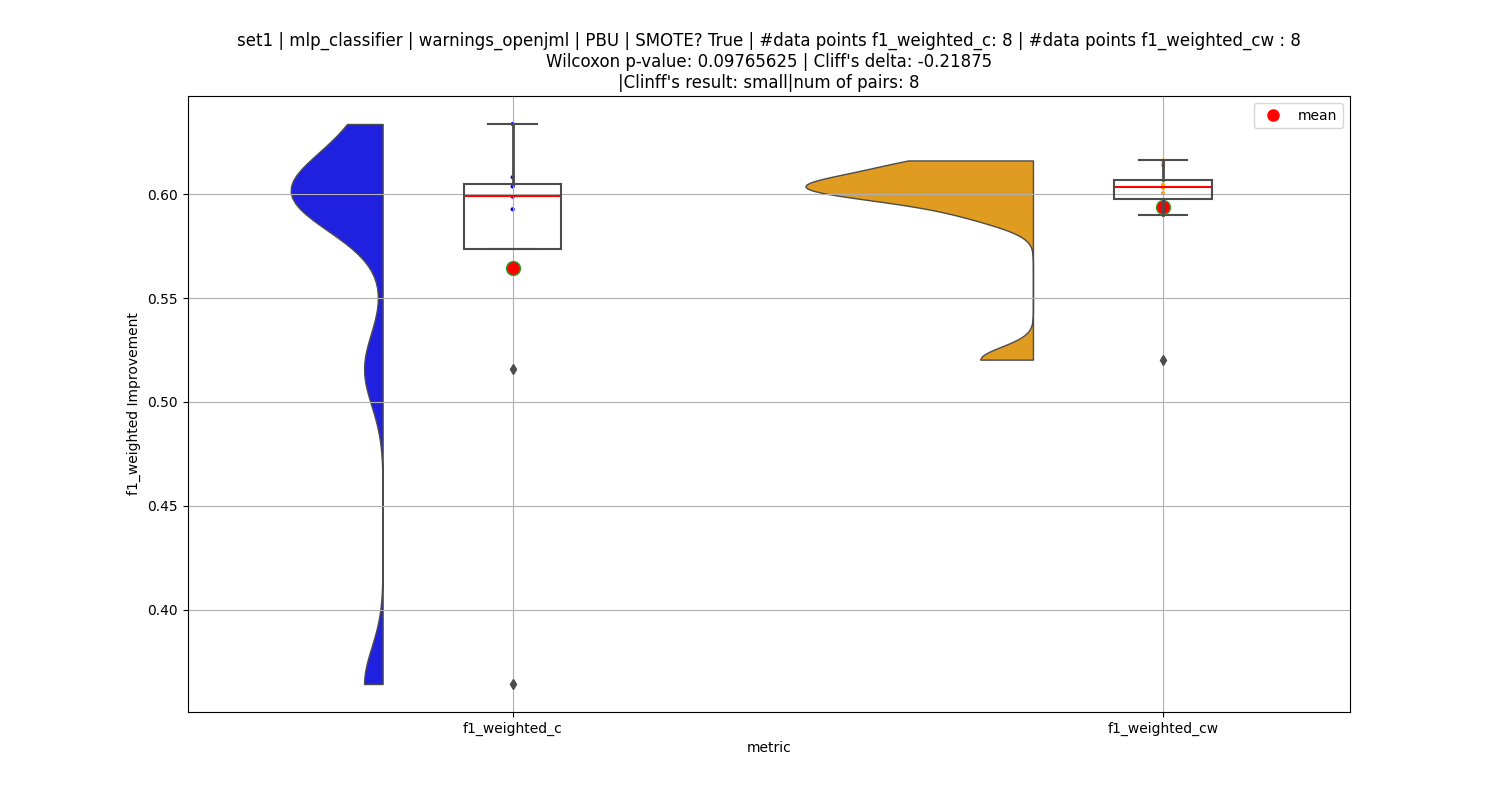 set1 | mlp_classifier | warnings_openjml | PBU | SMOTE? True | #data points f1_weighted_c: 8 | #data points f1_weighted_cw : 8
Wilcoxon p-value: 0.09765625 | Cliff's delta: -0.21875
|Clinff's result: small|num of pairs: 8
mean
0.60
0.55
0.50
0.45
0.40
f1_weighted Improvement
f1_weighted_c
f1_weighted_cw
metric